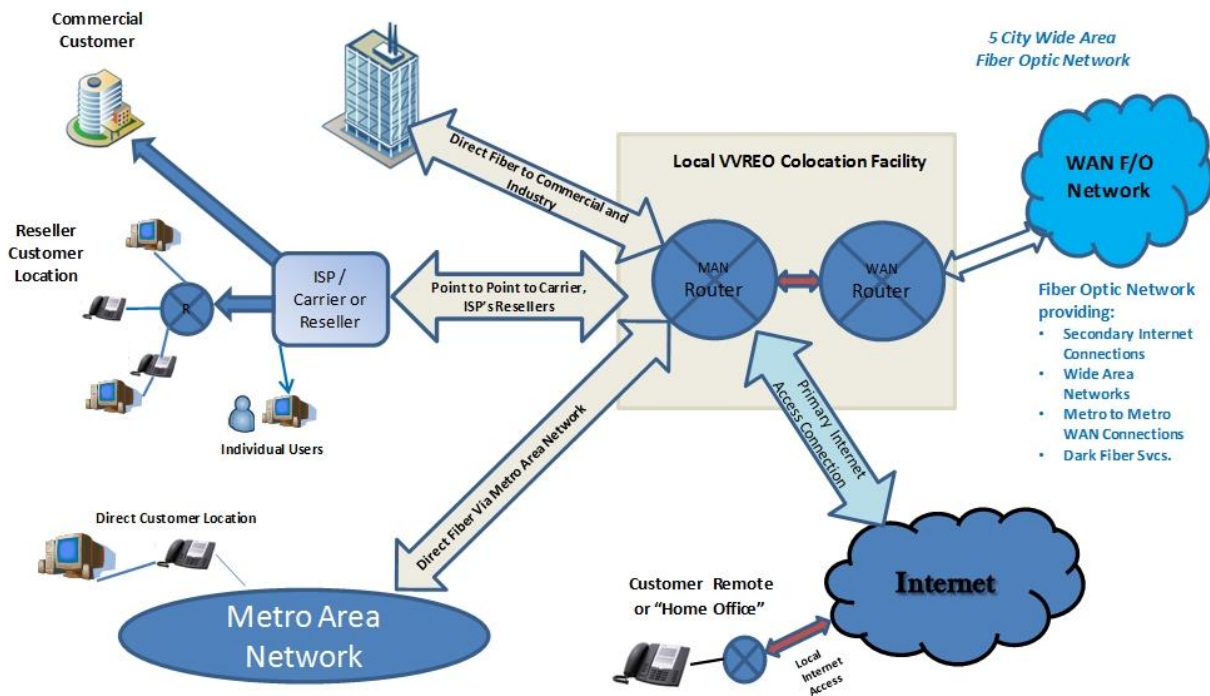 Commercial
Customer
5 City Wide Area
Fiber Optic Network
Direct Fiber to Commercial and
Industry
Local VVREO Colocation Facility
WAN F/O
Network
Reseller
Customer
Location
R
ISP /
Carrier or
Reseller
Point to Point to Carrier,
ISP's Resellers
MAN
Router
WAN
Router
Fiber Optic Network
providing:
• Secondary Internet
Connections
• Wide Area
Networks
• Metro to Metro
WAN Connections
• Dark Fiber Svcs.
Individual Users
Direct Fiber Via Metro Area Network
Primary Internet
Access Connection
Direct Customer Location
Metro Area
Network
Customer Remote
or "Home Office"
Internet
Local
Internet
Access